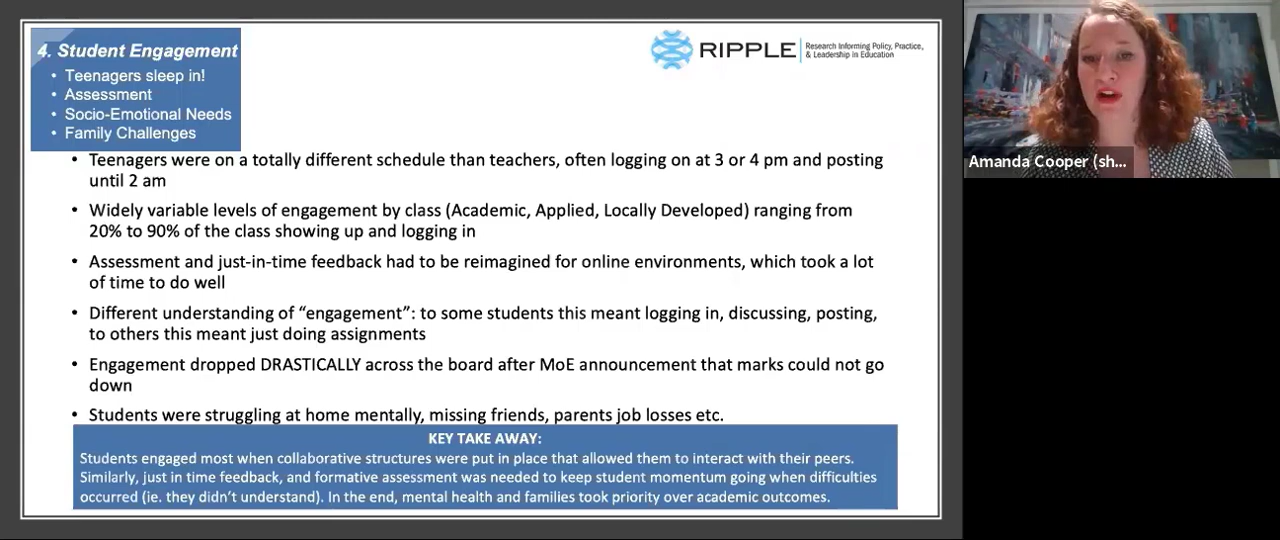 4. Student Engagement
• Teenagers sleep in!
• Assessment
• Socio-Emotional Needs
• Family Challenges
RIPPLE
Research Informing Policy, Practice,
& Leadership in Education
• Teenagers were on a totally different schedule than teachers, often logging on at 3 or 4 pm and posting
until 2 am
• Widely variable levels of engagement by class (Academic, Applied, Locally Developed) ranging from
20% to 90% of the class showing up and logging in
• Assessment and just-in-time feedback had to be reimagined for online environments, which took a lot
of time to do well
• Different understanding of “engagement”: to some students this meant logging in, discussing, posting,
to others this meant just doing assignments
• Engagement dropped DRASTICALLY across the board after MoE announcement that marks could not go
down
• Students were struggling at home mentally, missing friends, parents job losses etc.
KEY TAKE AWAY:
Students engaged most when collaborative structures were put in place that allowed them to interact with their peers.
Similarly, just in time feedback, and formative assessment was needed to keep student momentum going when difficulties
occurred (ie. they didn’t understand). In the end, mental health and families took priority over academic outcomes.
Amanda Cooper (sh...